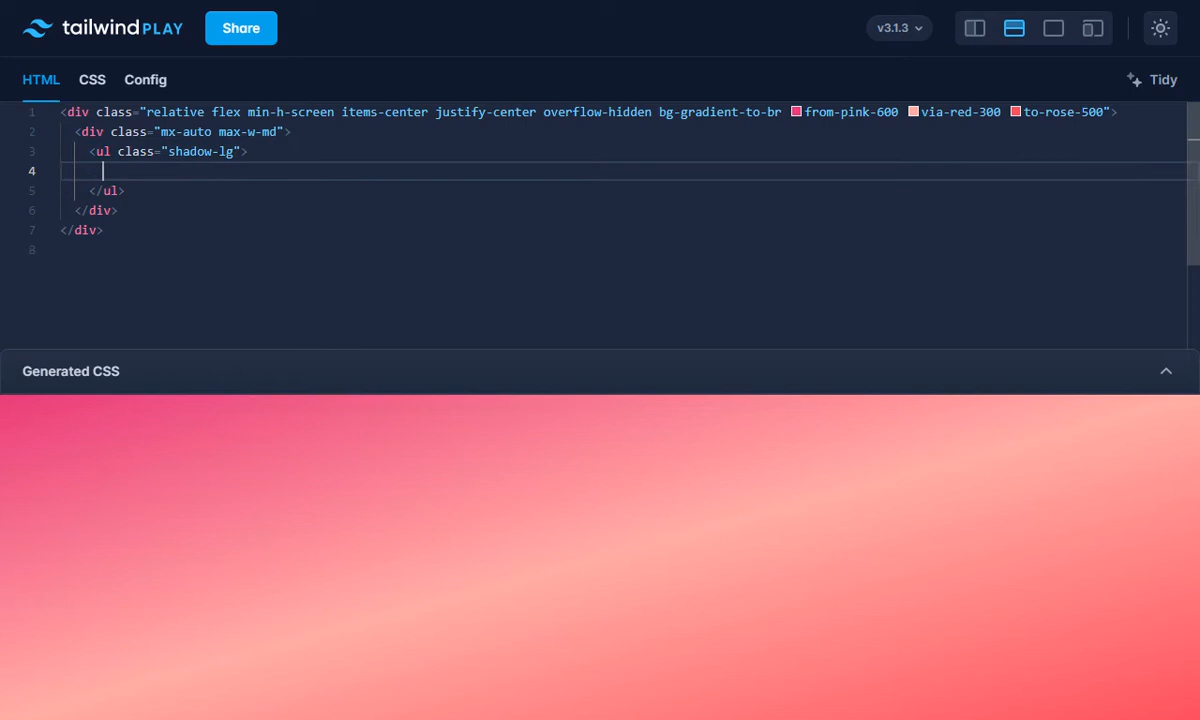 tailwind PLAY
Share
v3.1.3
HTML CSS Config
Tidy
1 <div class="relative flex min-h-screen items-center justify-center overflow-hidden bg-gradient-to-br from-pink-600 via-red-300 to-rose-500">
2 <div class="mx-auto max-w-md">
3 <ul class="shadow-lg">
4
5 </ul>
6 </div>
7 </div>
8
Generated CSS